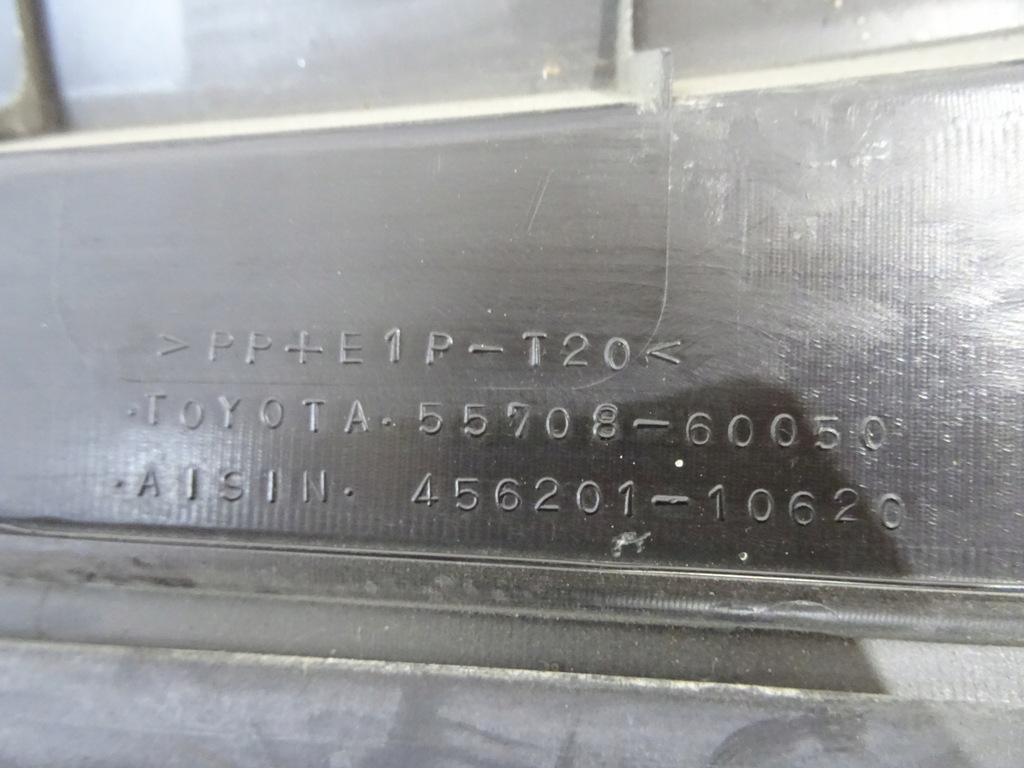 >PP+E1P-T20<
·TOYOTA· 55708-60050
·AISIN· 456201-10620